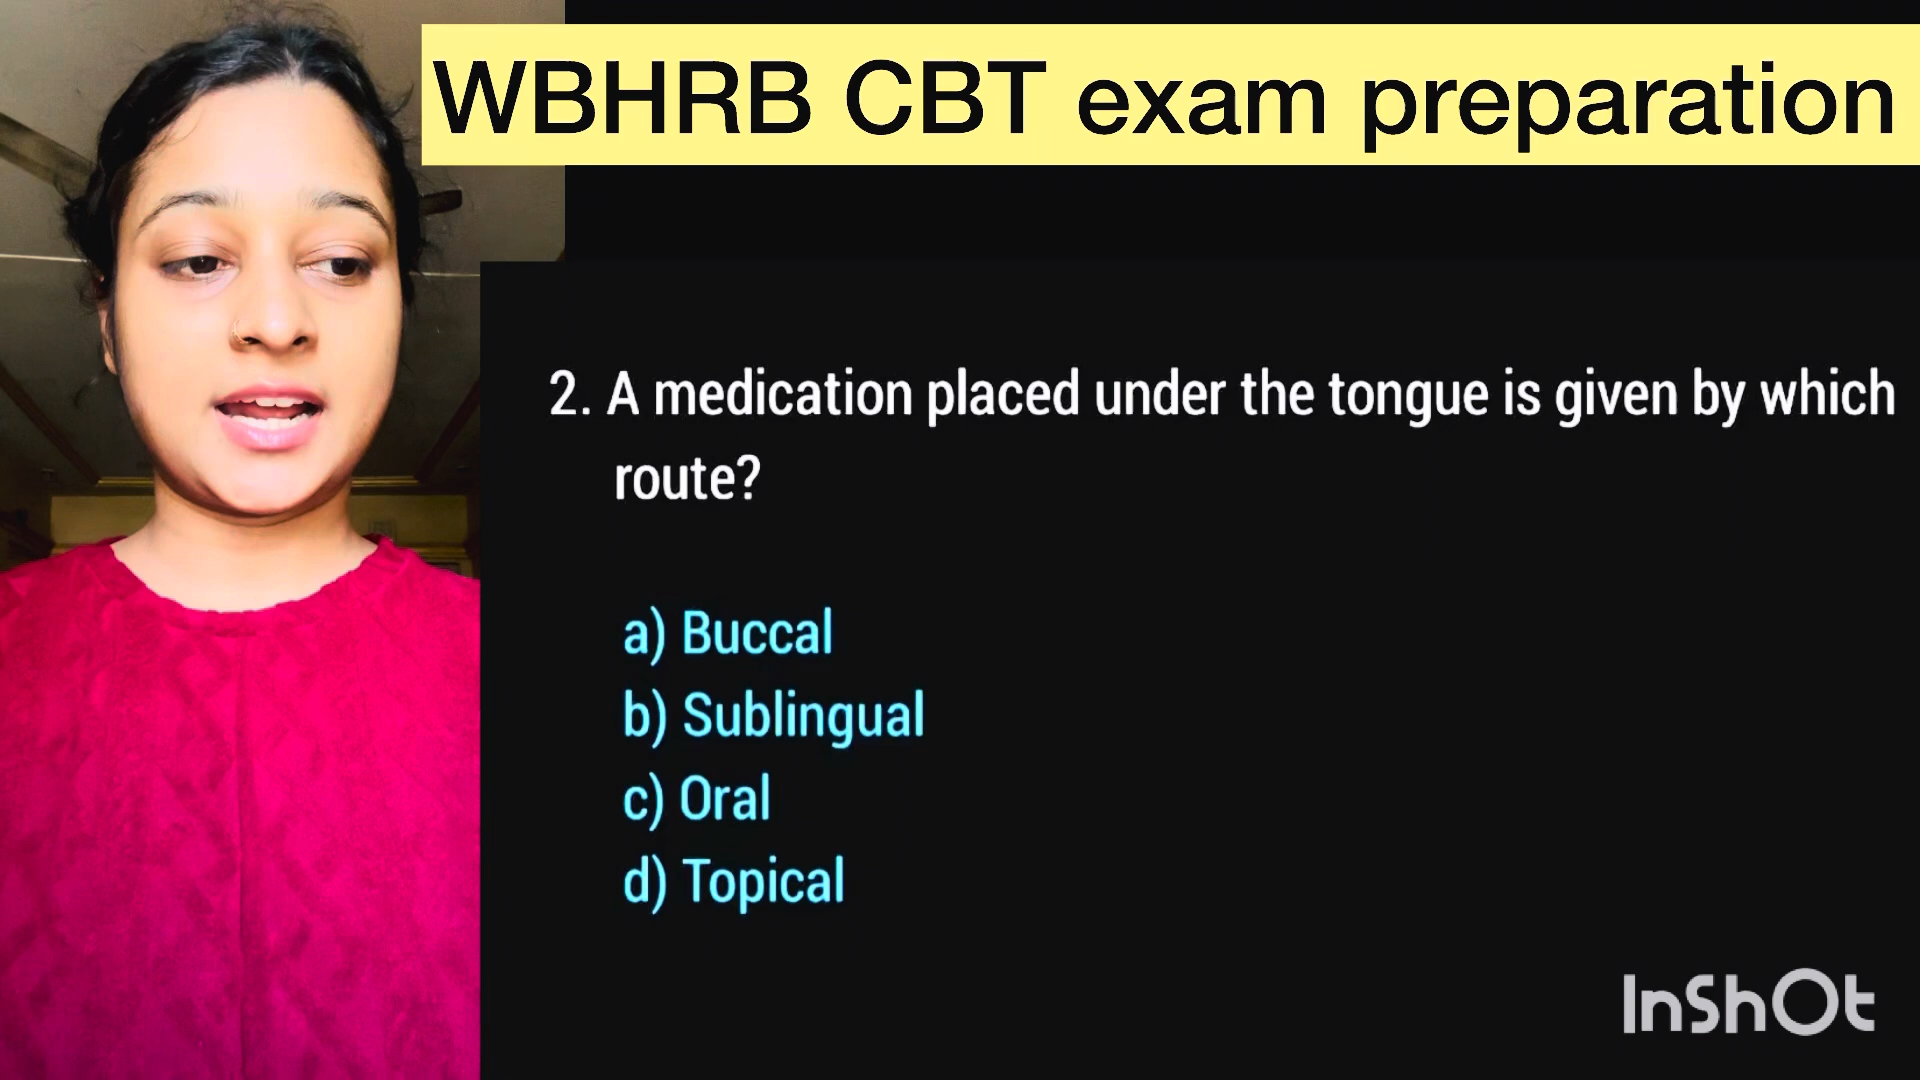 WBHRB CBT exam preparation
2. A medication placed under the tongue is given by which
route?
a) Buccal
b) Sublingual
c) Oral
d) Topical
InShOt